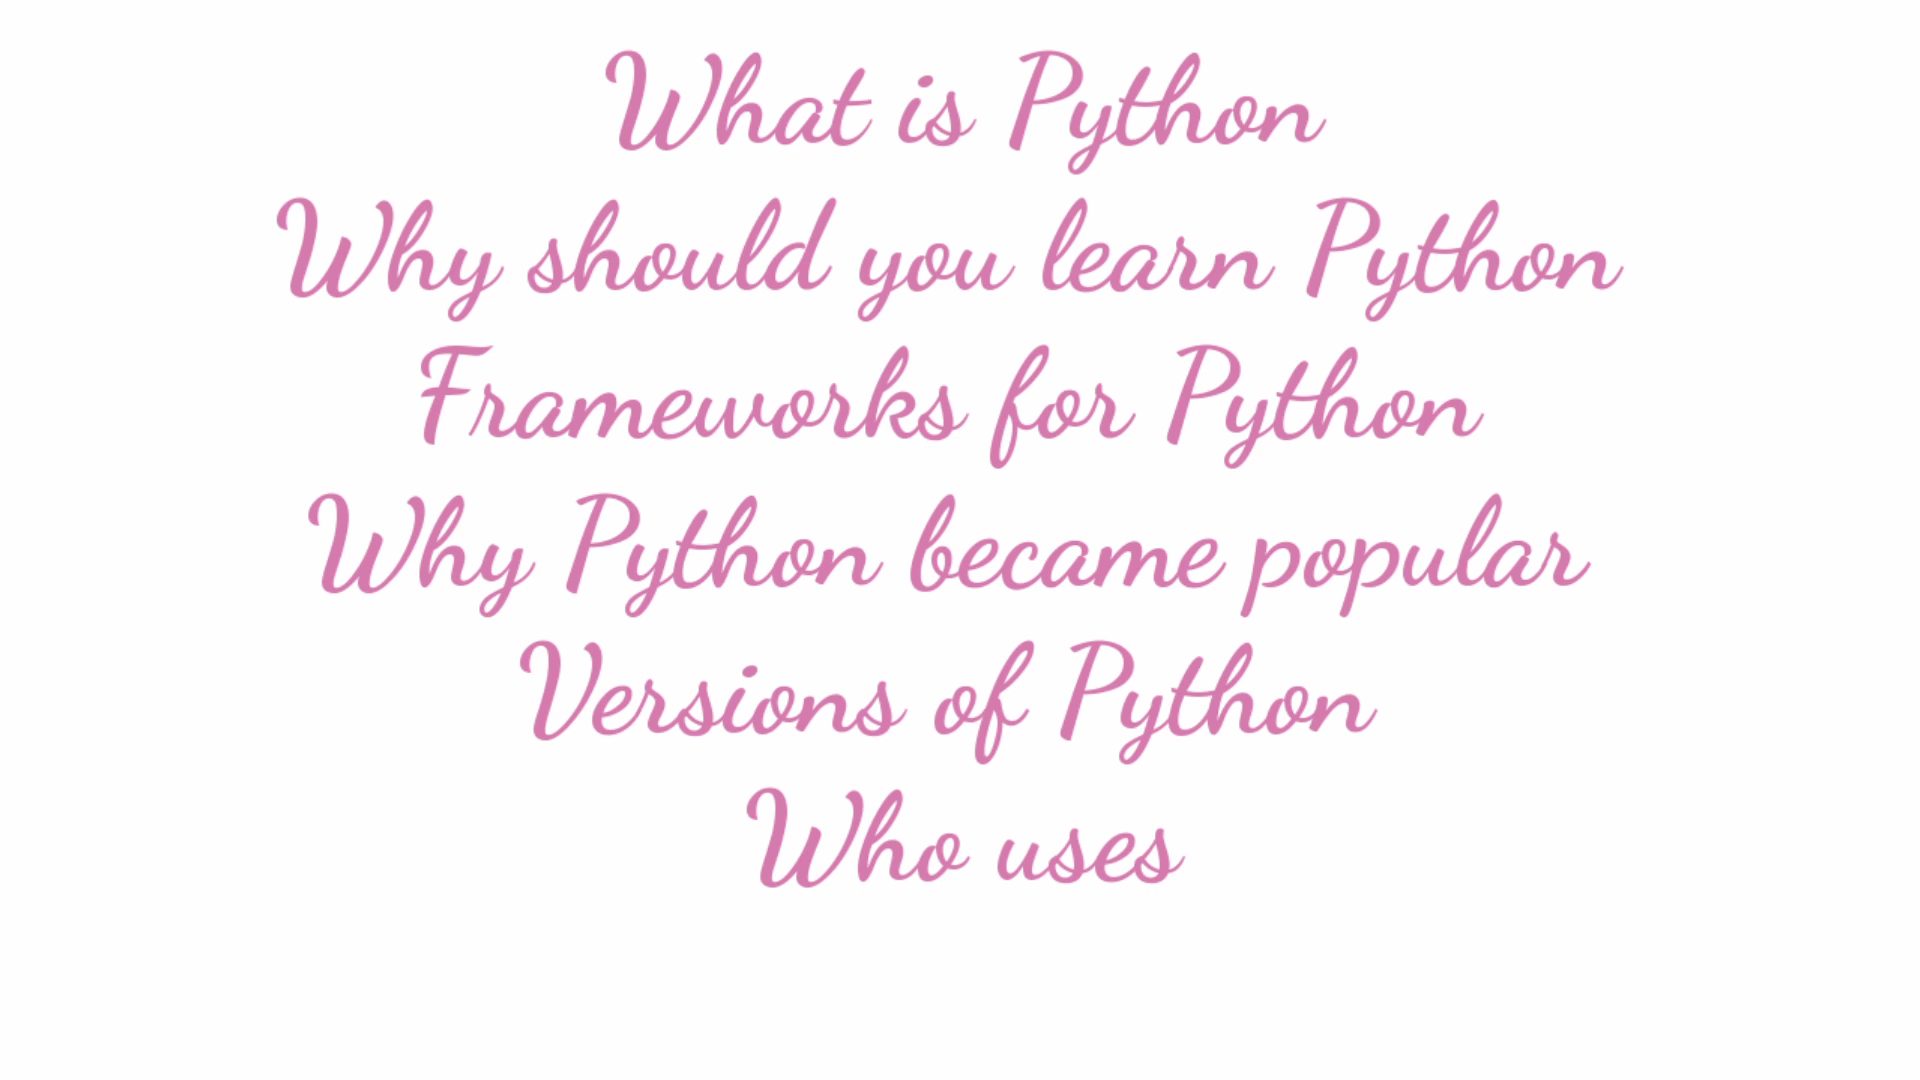 What is Python
Why should you learn Python
Frameworks for Python
Why Python became popular
Versions of Python
Who uses